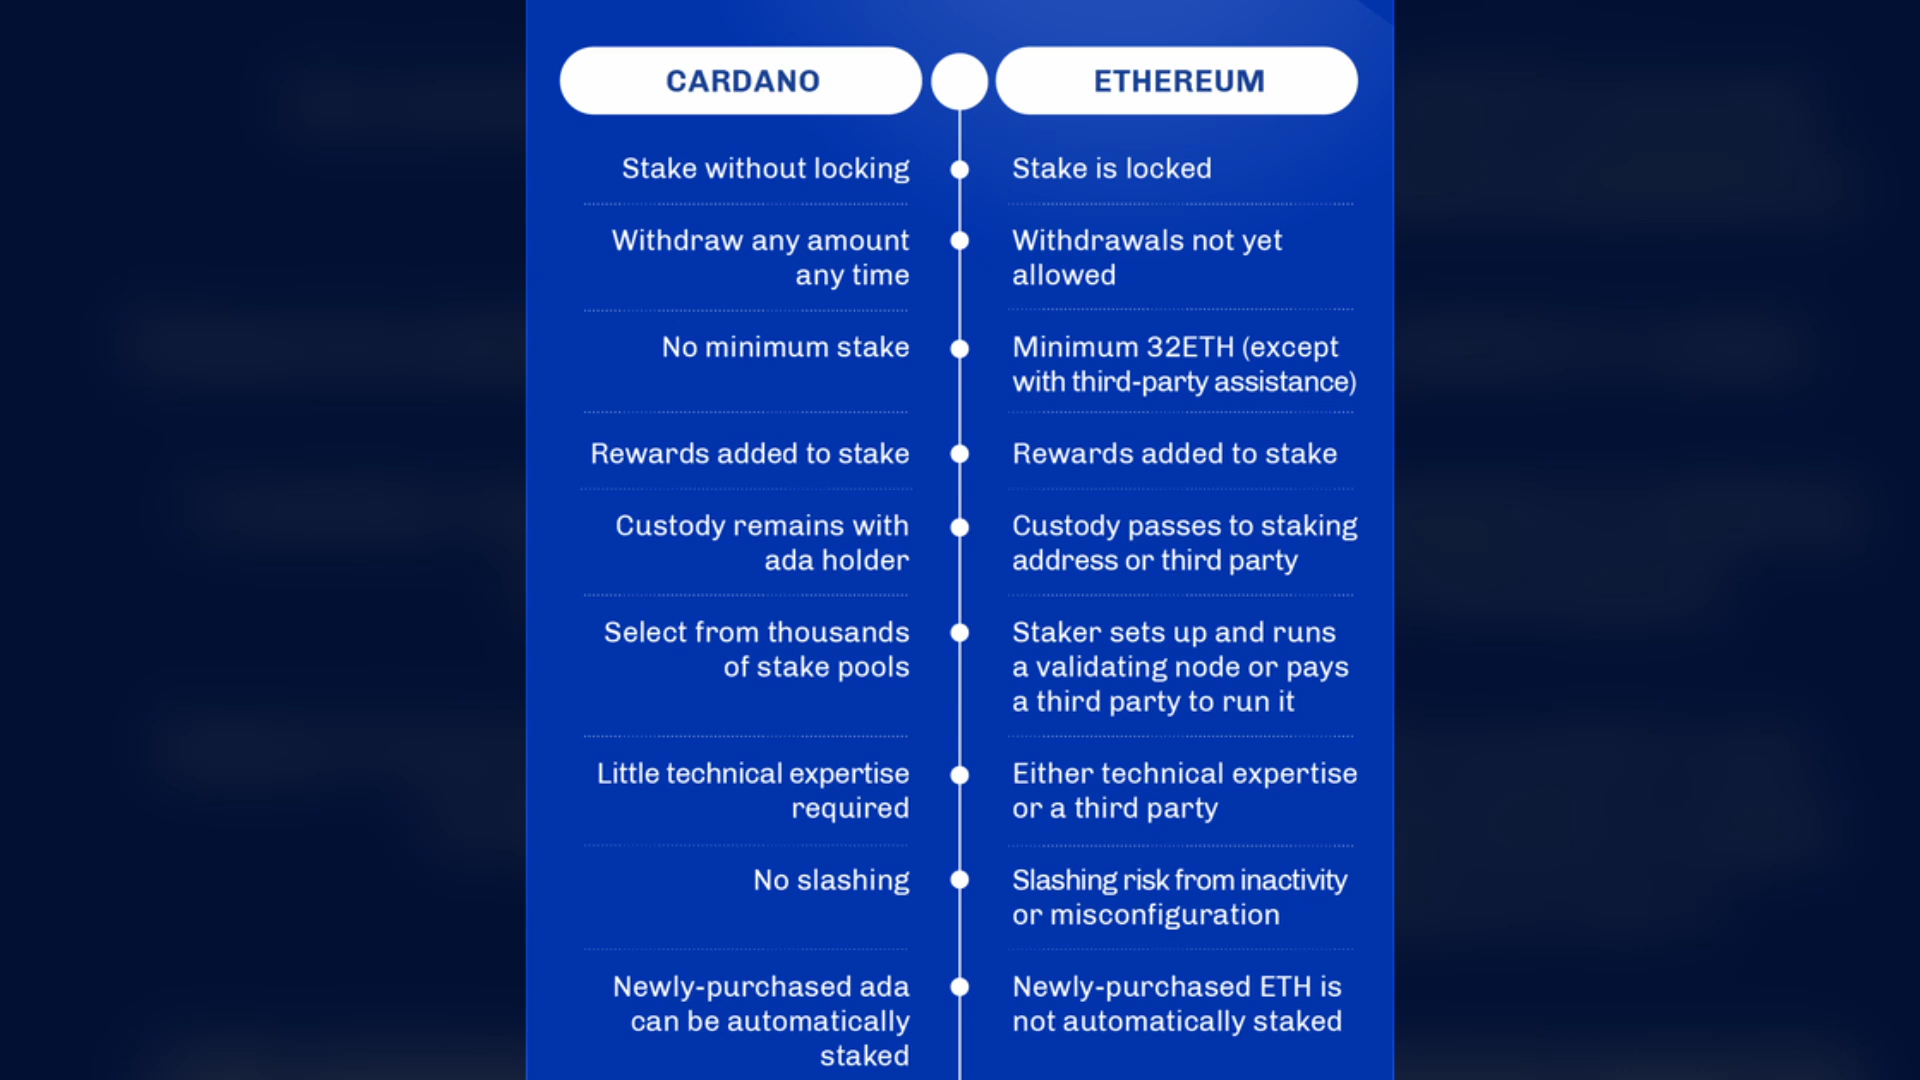 CARDANO
ETHEREUM
Stake without locking
Stake is locked
Withdraw any amount
any time
Withdrawals not yet
allowed
No minimum stake
Minimum 32ETH (except
with third-party assistance)
Rewards added to stake
Rewards added to stake
Custody remains with
ada holder
Custody passes to staking
address or third party
Select from thousands
of stake pools
Staker sets up and runs
a validating node or pays
a third party to run it
Little technical expertise
required
Either technical expertise
or a third party
No slashing
Slashing risk from inactivity
or misconfiguration
Newly-purchased ada
can be automatically
staked
Newly-purchased ETH is
not automatically staked